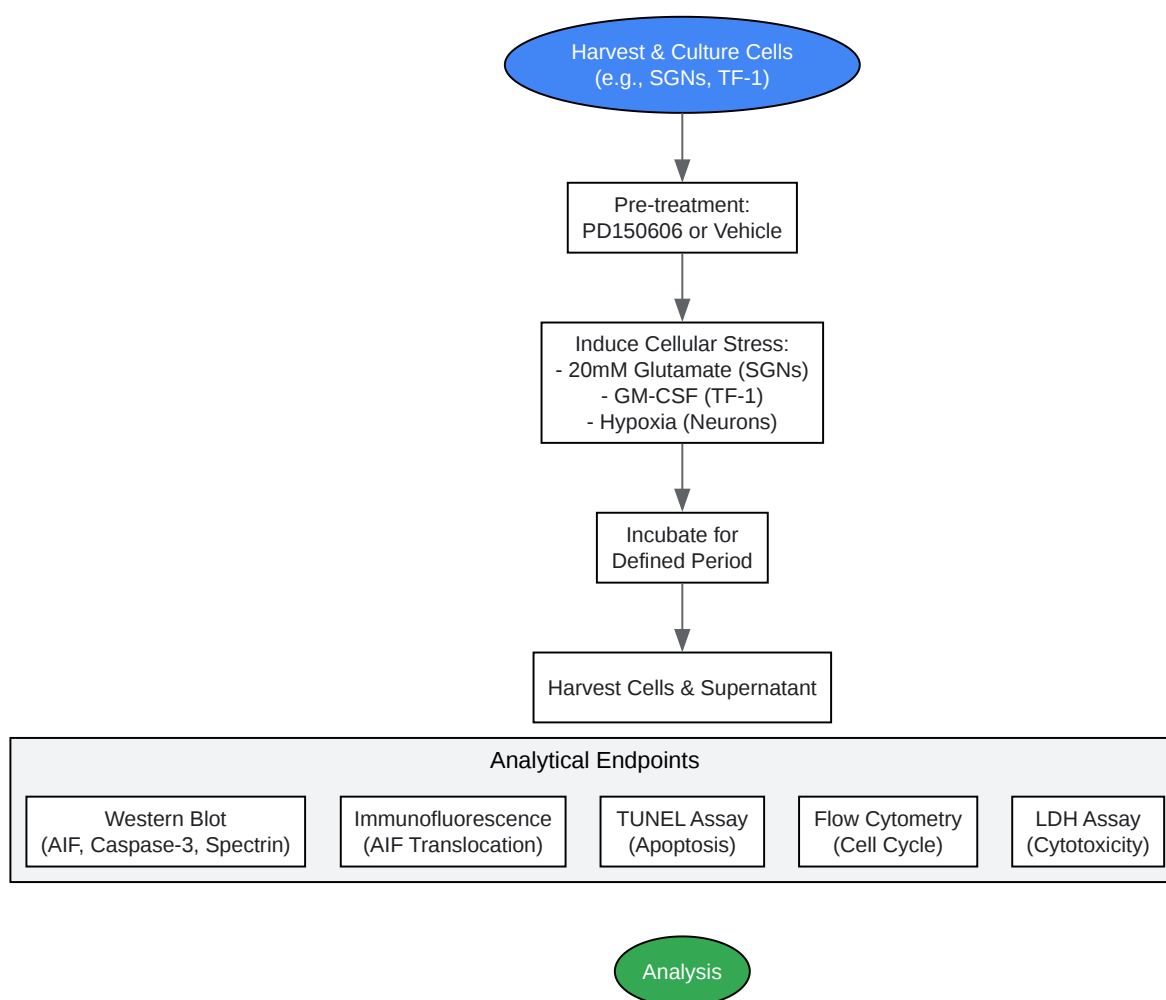 Harvest & Culture Cells
(e.g., SGNs, TF-1)
Pre-treatment:
PD150606 or Vehicle
Induce Cellular Stress:
- 20mM Glutamate (SGNs)
- GM-CSF (TF-1)
- Hypoxia (Neurons)
Incubate for
Defined Period
Harvest Cells & Supernatant
Analytical Endpoints
Western Blot
(AIF, Caspase-3, Spectrin)
Immunofluorescence
(AIF Translocation)
TUNEL Assay
(Apoptosis)
Flow Cytometry
(Cell Cycle)
LDH Assay
(Cytotoxicity)
Analysis